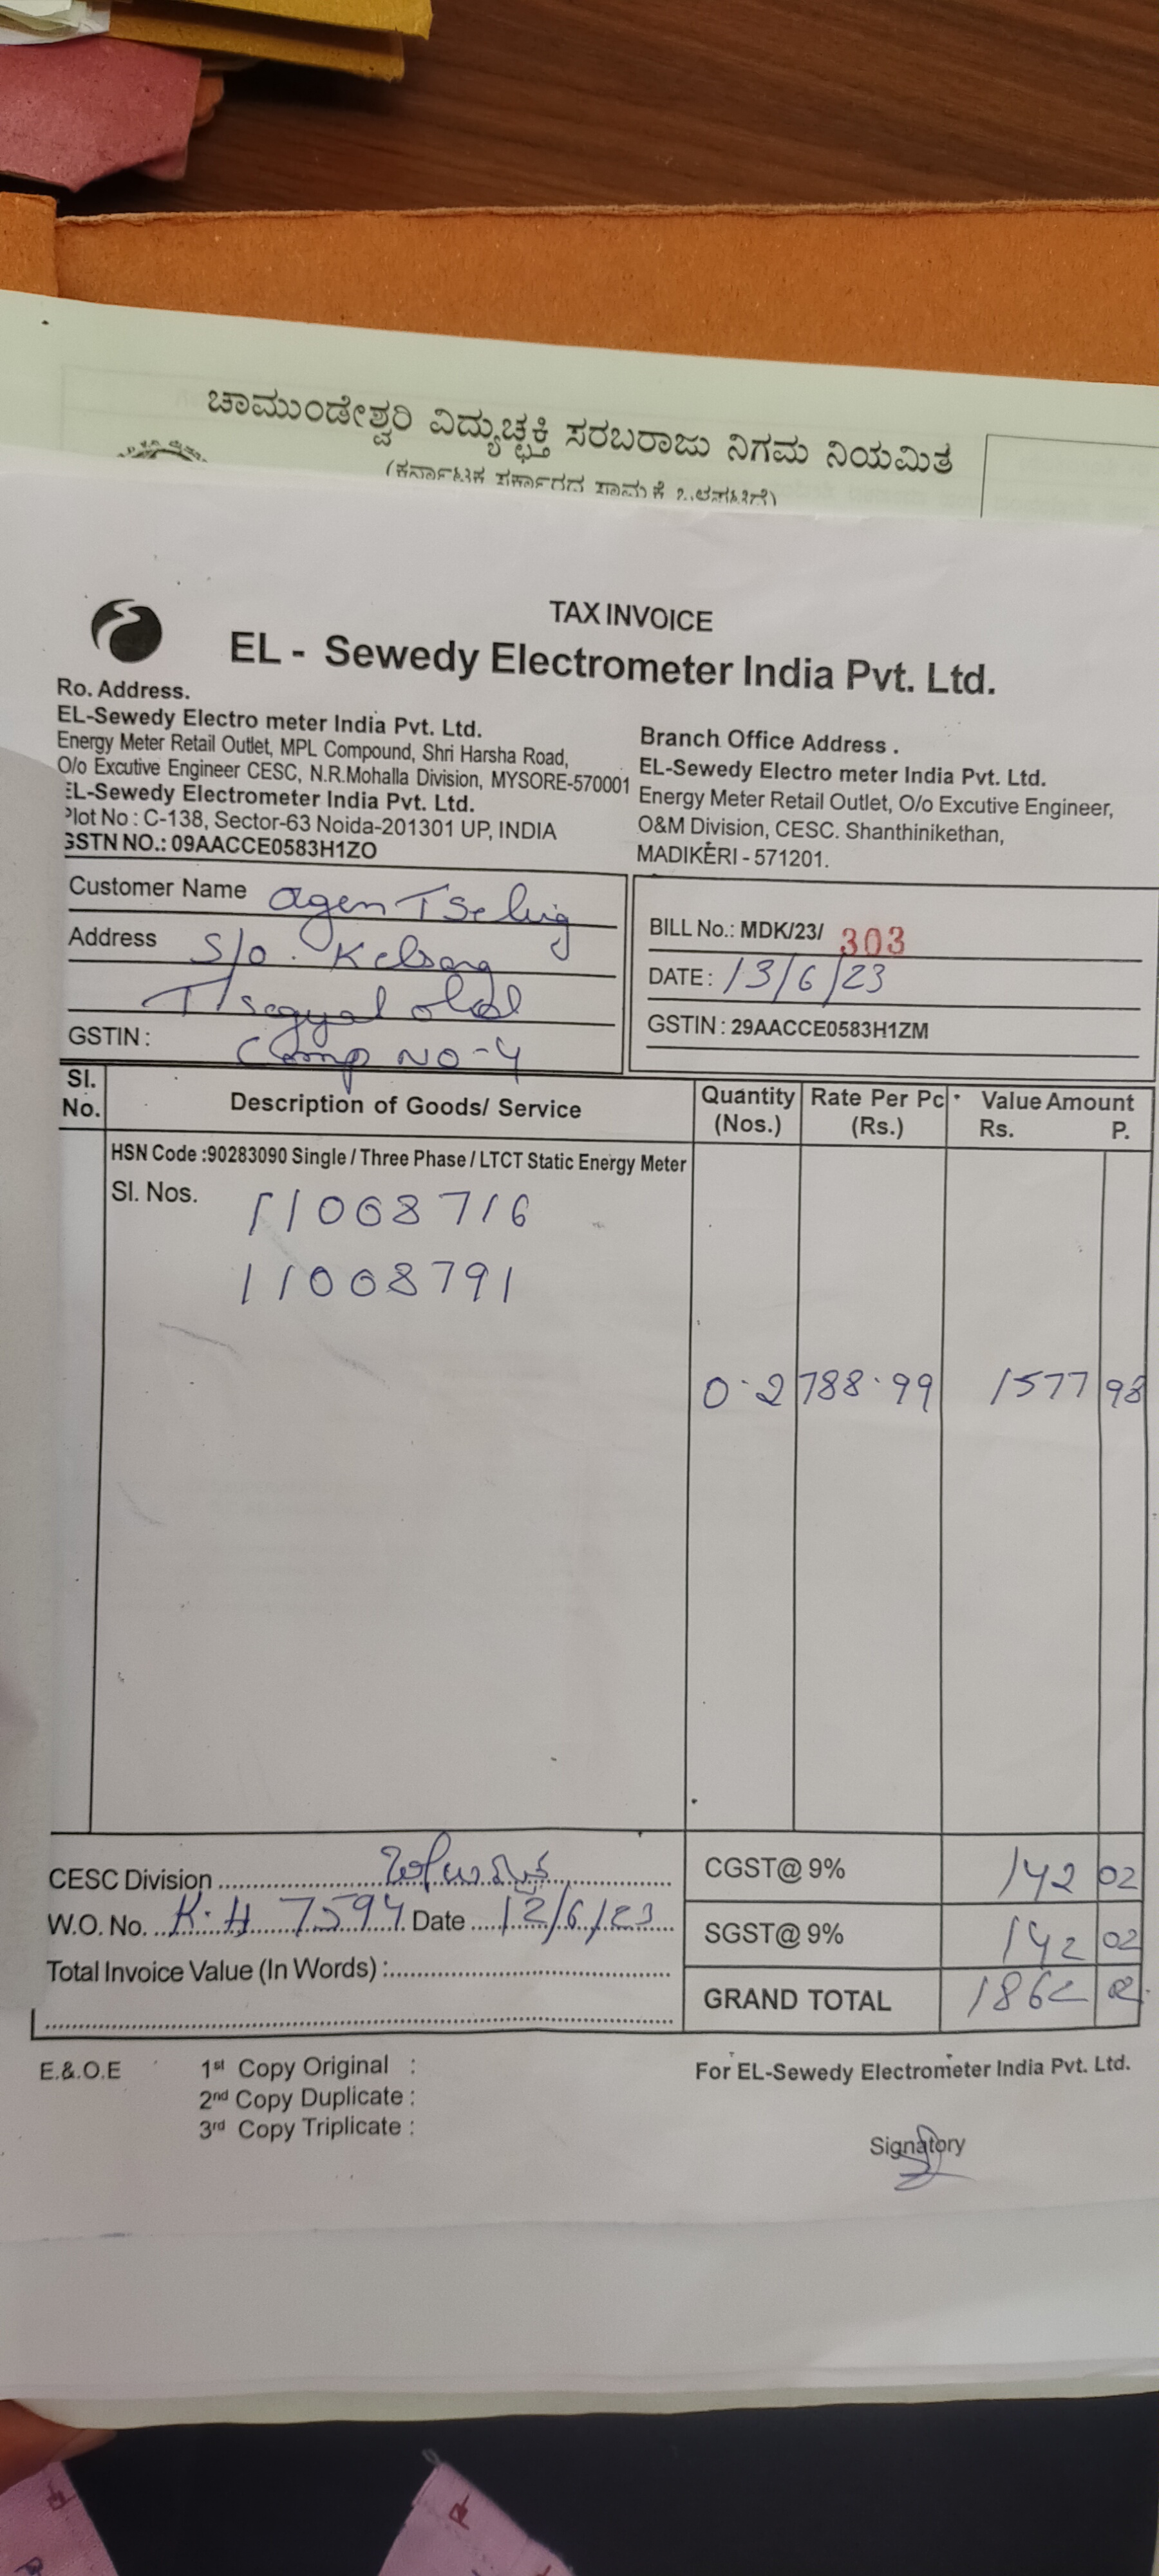 ಚಾಮುಂಡೇಶ್ವರಿ ವಿದ್ಯುಚ್ಛಕ್ತಿ ಸರಬರಾಜು ನಿಗಮ ನಿಯಮಿತ
TAX INVOICE
EL - Sewedy Electrometer India Pvt. Ltd.
Ro. Address.
EL-Sewedy Electro meter India Pvt. Ltd.
Energy Meter Retail Outlet, MPL Compound, Shri Harsha Road,
O/o Excutive Engineer CESC, N.R.Mohalla Division, MYSORE-570001
EL-Sewedy Electrometer India Pvt. Ltd.
Plot No : C-138, Sector-63 Noida-201301 UP, INDIA
GSTN NO.: 09AACCE0583H1ZO
Branch Office Address .
EL-Sewedy Electro meter India Pvt. Ltd.
Energy Meter Retail Outlet, O/o Excutive Engineer,
O&M Division, CESC. Shanthinikethan,
MADIKERI - 571201.
Customer Name
Address S/o. Kelsang
GSTIN : Camp NO-4
BILL No.: MDK/23/ 303
DATE : 13/6/23
GSTIN : 29AACCE0583H1ZM
Sl. No. Description of Goods/ Service Quantity (Nos.) Rate Per Pc (Rs.) Value Amount Rs. P.
HSN Code :90283090 Single / Three Phase / LTCT Static Energy Meter
Sl. Nos. 11008716
11008791
0.2 788.99 1577 98
CESC Division
W.O. No. K.H 7594 Date 12/6/23
Total Invoice Value (In Words) :
CGST@ 9% 142 02
SGST@ 9% 142 02
GRAND TOTAL 1862
E.&.O.E 1st Copy Original :
2nd Copy Duplicate :
3rd Copy Triplicate :
For EL-Sewedy Electrometer India Pvt. Ltd.
Signatory